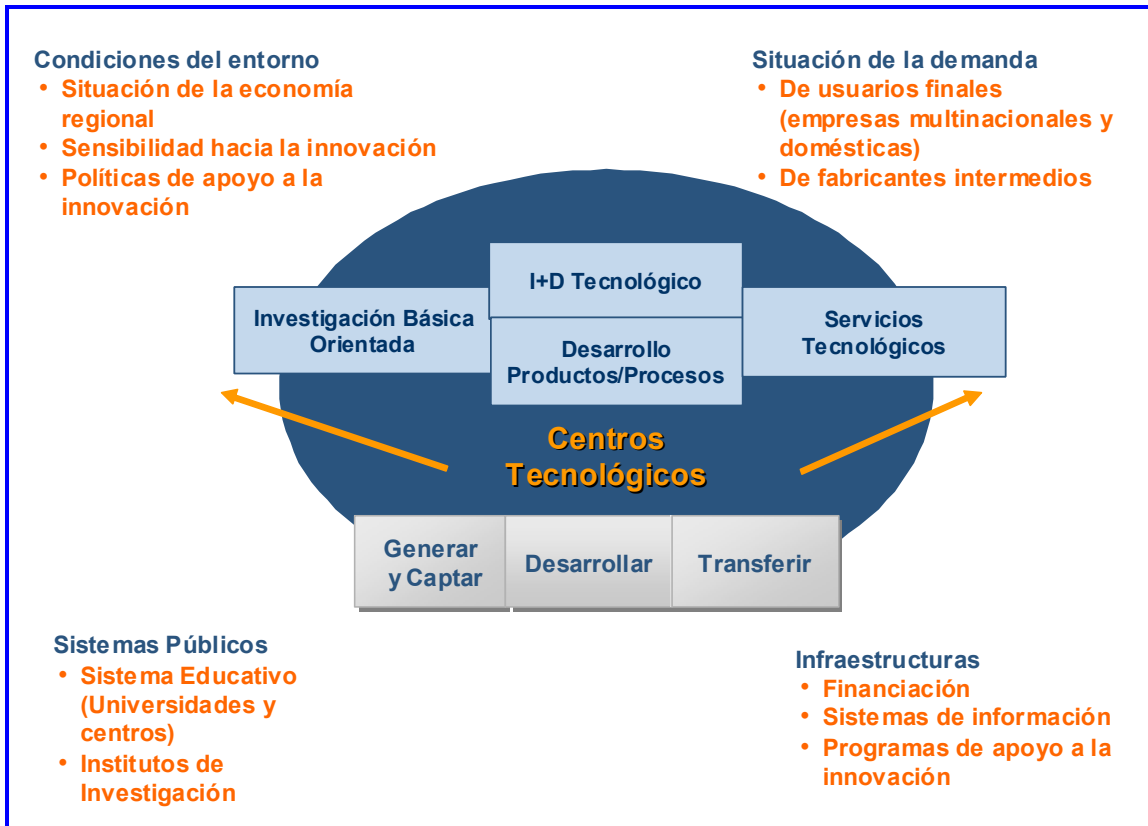 Condiciones del entorno
• Situación de la economía
regional
• Sensibilidad hacia la innovación
• Políticas de apoyo a la
innovación
Situación de la demanda
• De usuarios finales
(empresas multinacionales y
domésticas)
• De fabricantes intermedios
I+D Tecnológico
Investigación Básica
Orientada
Desarrollo
Productos/Procesos
Servicios
Tecnológicos
Centros
Tecnológicos
Generar
y Captar
Desarrollar
Transferir
Sistemas Públicos
• Sistema Educativo
(Universidades y
centros)
• Institutos de
Investigación
Infraestructuras
• Financiación
• Sistemas de información
• Programas de apoyo a la
innovación